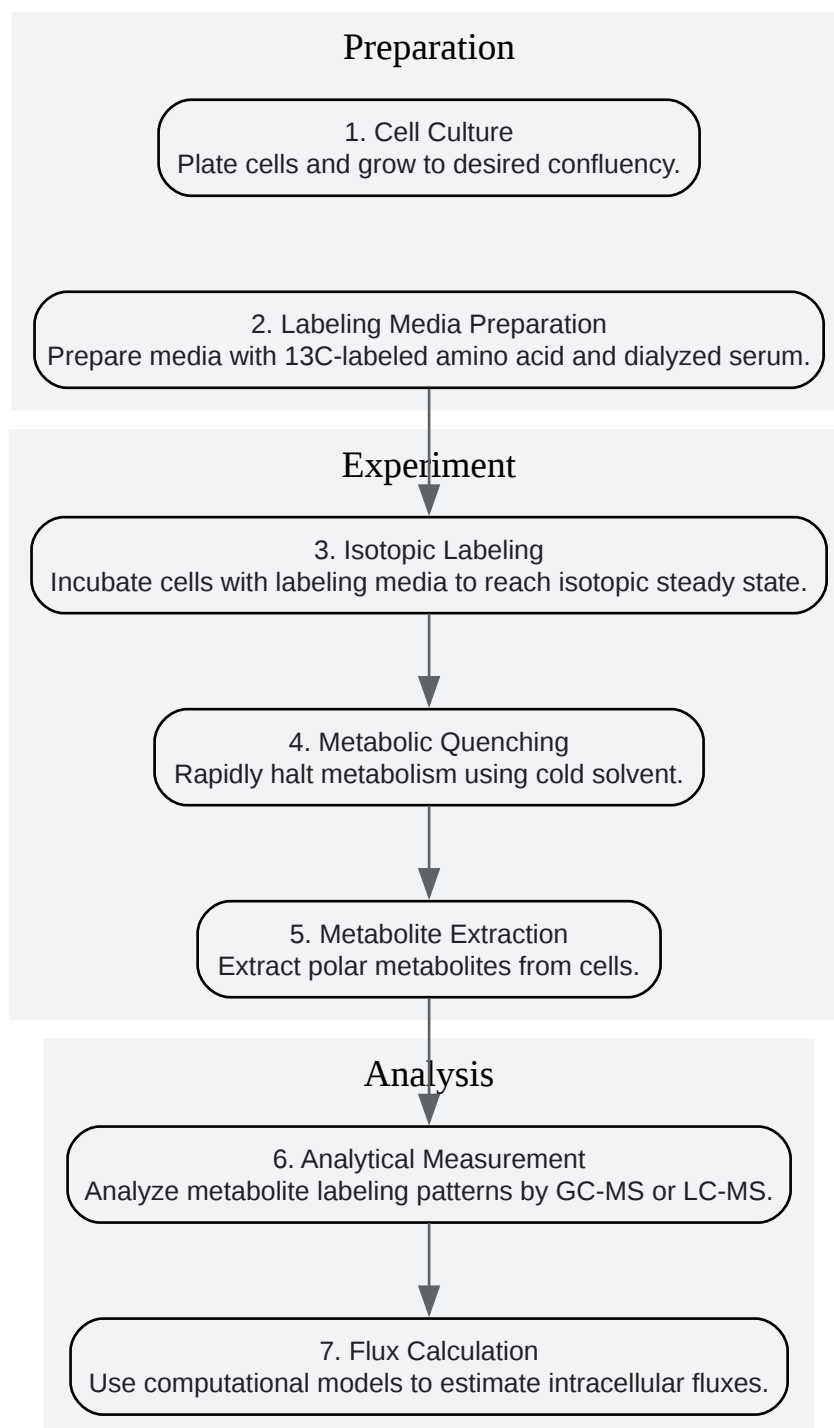 Preparation
1. Cell Culture
Plate cells and grow to desired confluency.
2. Labeling Media Preparation
Prepare media with 13C-labeled amino acid and dialyzed serum.
Experiment
3. Isotopic Labeling
Incubate cells with labeling media to reach isotopic steady state.
4. Metabolic Quenching
Rapidly halt metabolism using cold solvent.
5. Metabolite Extraction
Extract polar metabolites from cells.
Analysis
6. Analytical Measurement
Analyze metabolite labeling patterns by GC-MS or LC-MS.
7. Flux Calculation
Use computational models to estimate intracellular fluxes.